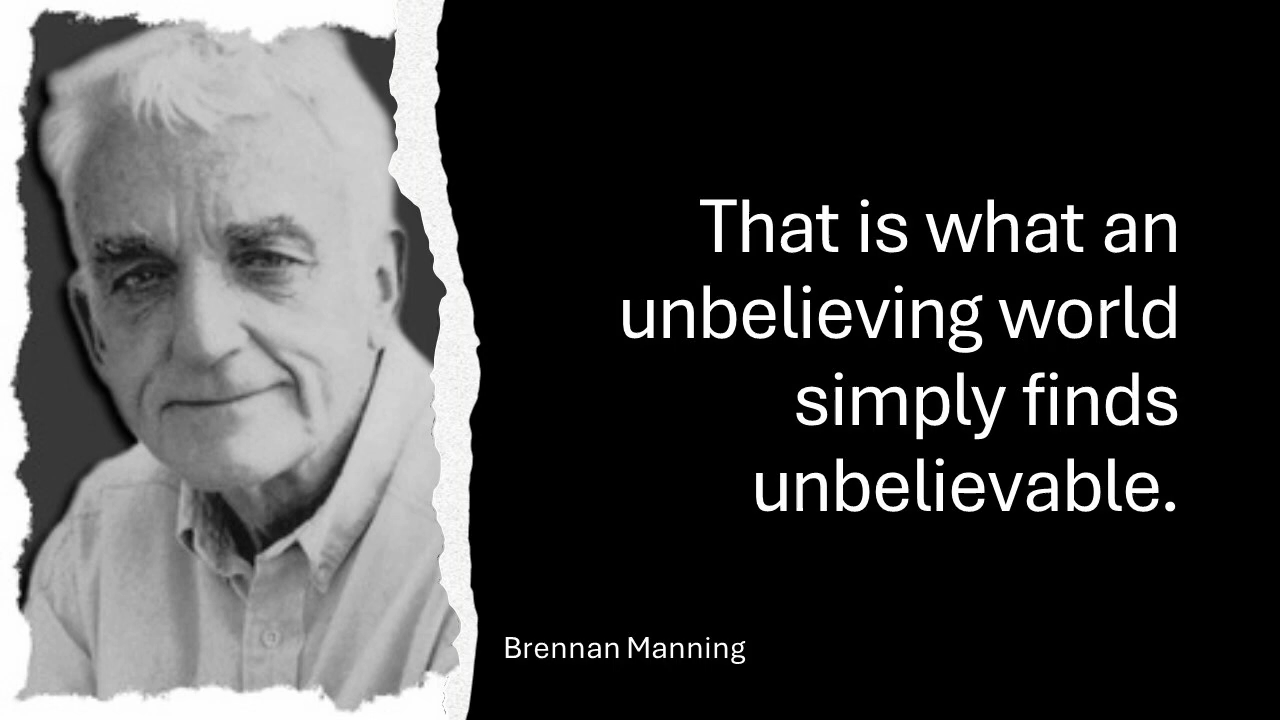 That is what an
unbelieving world
simply finds
unbelievable.
Brennan Manning